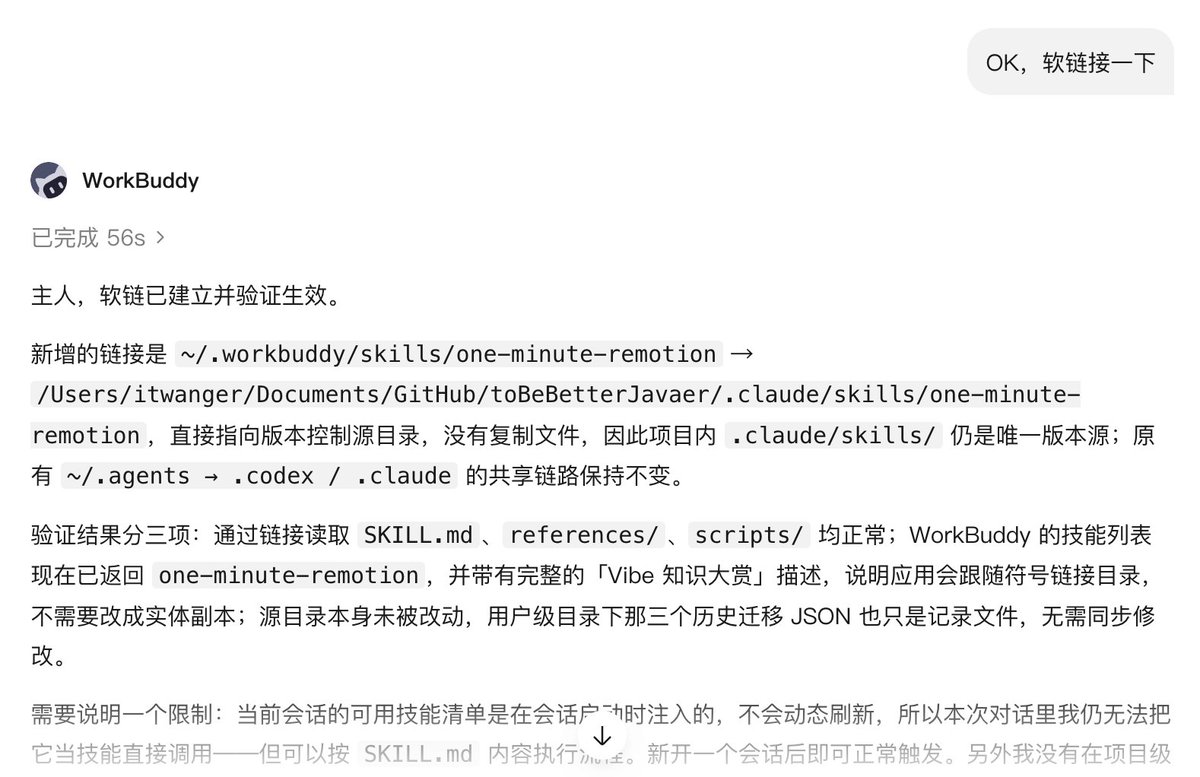 OK，软链接一下
WorkBuddy
已完成 56s >
主人，软链已建立并验证生效。
新增的链接是 ~/.workbuddy/skills/one-minute-remotion →
/Users/itwanger/Documents/GitHub/toBeBetterJavaer/.claude/skills/one-minute-
remotion，直接指向版本控制源目录，没有复制文件，因此项目内 .claude/skills/ 仍是唯一版本源；原
有 ~/.agents → .codex / .claude 的共享链路保持不变。
验证结果分三项：通过链接读取 SKILL.md、references/、scripts/ 均正常；WorkBuddy 的技能列表
现在已返回 one-minute-remotion，并带有完整的「Vibe 知识大赏」描述，说明应用会跟随符号链接目录，
不需要改成实体副本；源目录本身未被改动，用户级目录下那三个历史迁移 JSON 也只是记录文件，无需同步修
改。
需要说明一个限制：当前会话的可用技能清单是在会话启动时注入的，不会动态刷新，所以本次对话里我仍无法把
它当技能直接调用——但可以按 SKILL.md 内容执行流程。新开一个会话后即可正常触发。另外我没有在项目级